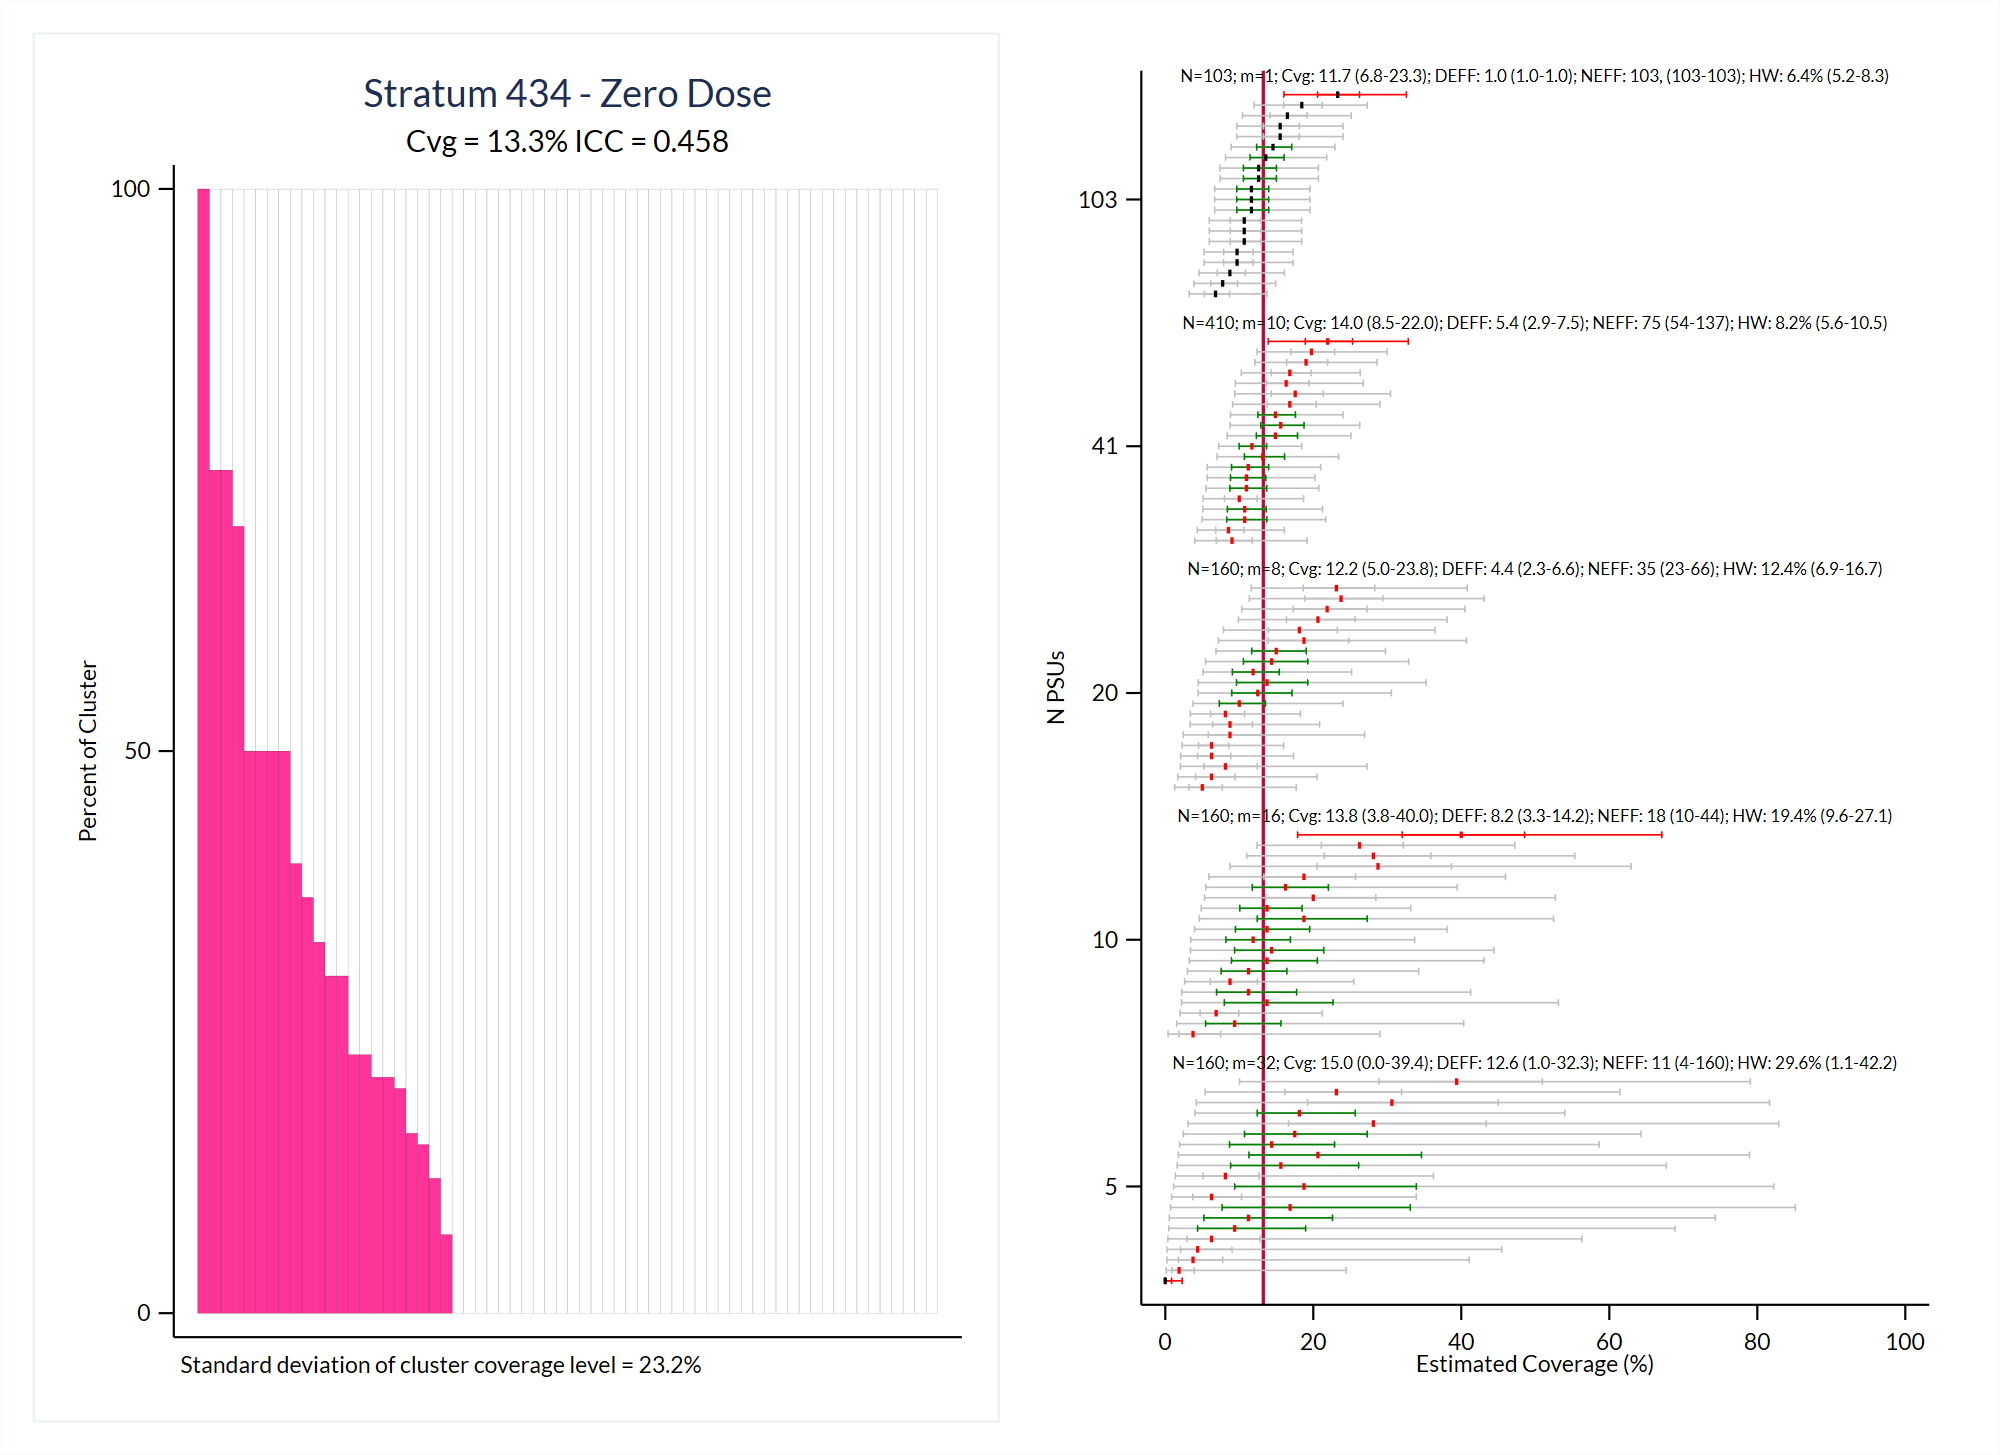 Stratum 434 - Zero Dose
Cvg = 13.3% ICC = 0.458
100
50
0
Percent of Cluster
Standard deviation of cluster coverage level = 23.2%
N=103; m=1; Cvg: 11.7 (6.8-23.3); DEFF: 1.0 (1.0-1.0); NEFF: 103, (103-103); HW: 6.4% (5.2-8.3)
103
N=410; m=10; Cvg: 14.0 (8.5-22.0); DEFF: 5.4 (2.9-7.5); NEFF: 75 (54-137); HW: 8.2% (5.6-10.5)
41
N=160; m=8; Cvg: 12.2 (5.0-23.8); DEFF: 4.4 (2.3-6.6); NEFF: 35 (23-66); HW: 12.4% (6.9-16.7)
N PSUs
20
N=160; m=16; Cvg: 13.8 (3.8-40.0); DEFF: 8.2 (3.3-14.2); NEFF: 18 (10-44); HW: 19.4% (9.6-27.1)
10
N=160; m=32; Cvg: 15.0 (0.0-39.4); DEFF: 12.6 (1.0-32.3); NEFF: 11 (4-160); HW: 29.6% (1.1-42.2)
5
0 20 40 60 80 100
Estimated Coverage (%)